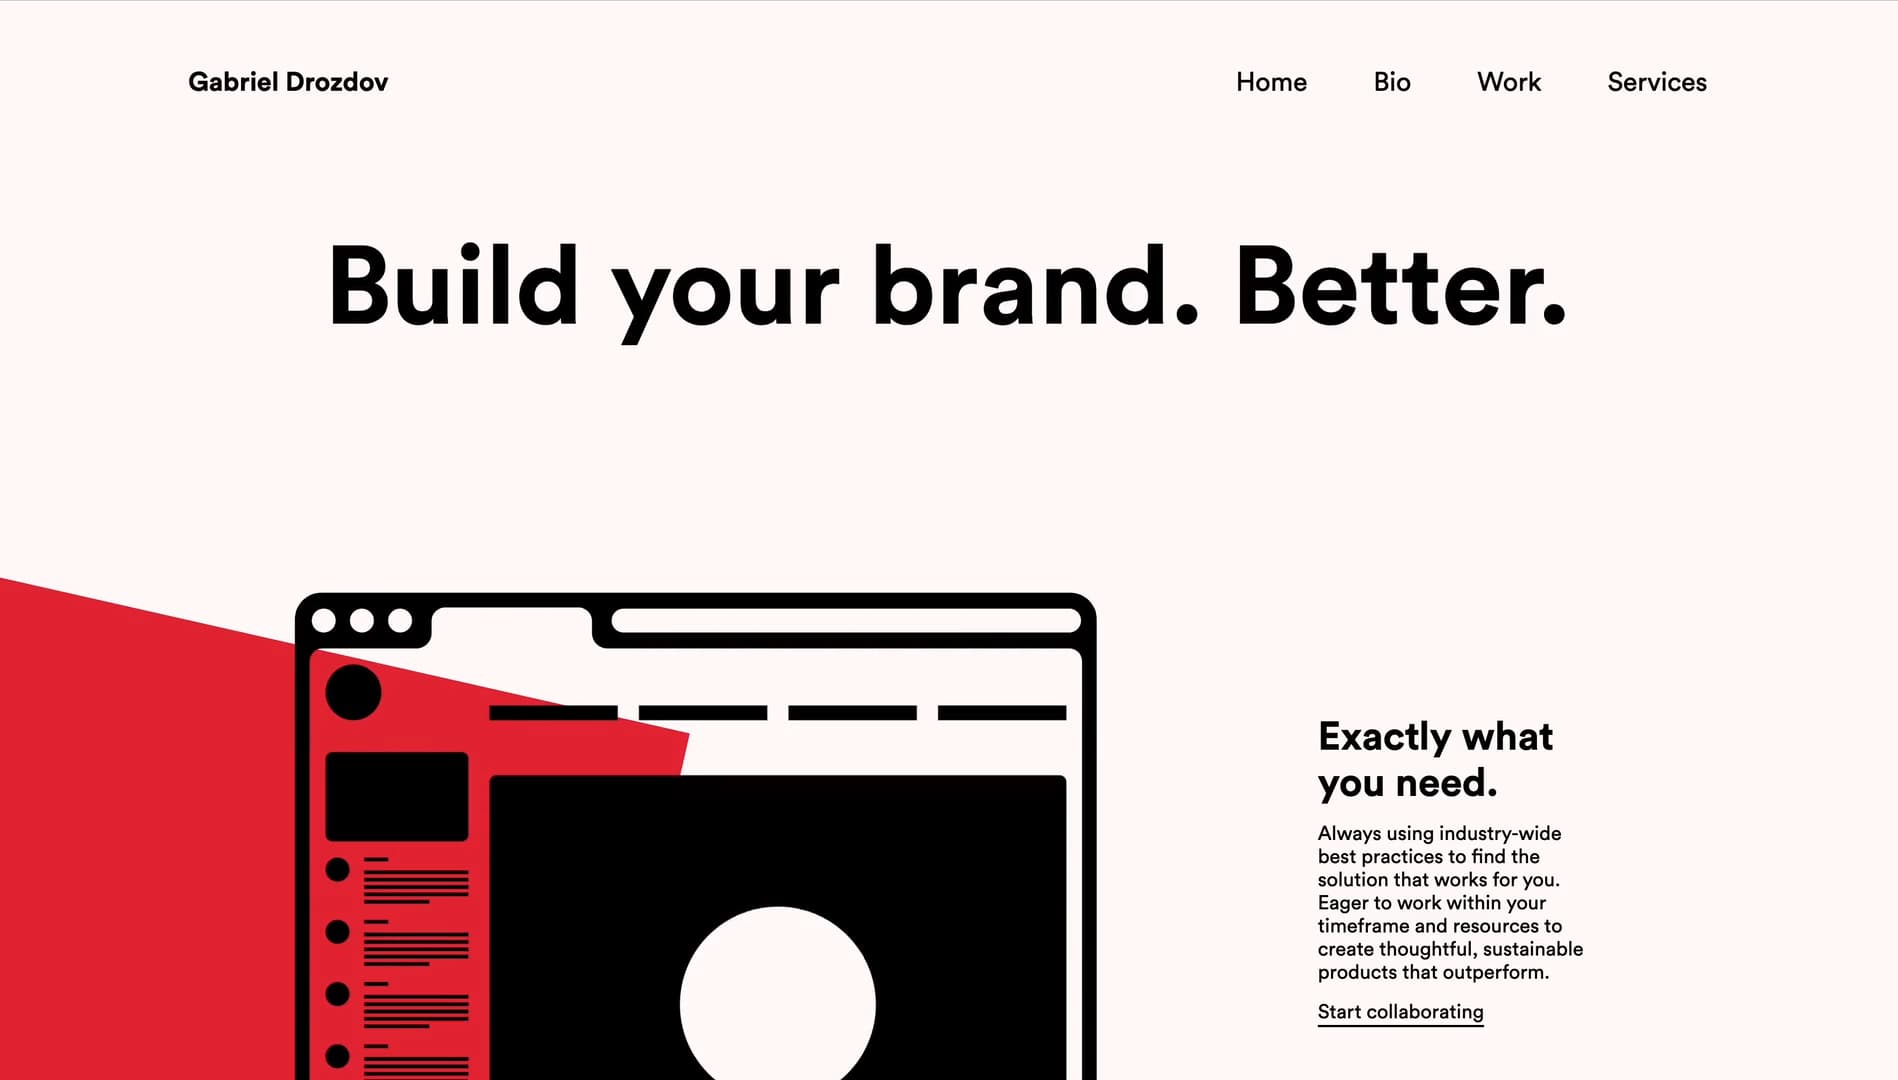 Gabriel Drozdov
Home Bio Work Services
Build your brand. Better.
Exactly what
you need.
Always using industry-wide
best practices to find the
solution that works for you.
Eager to work within your
timeframe and resources to
create thoughtful, sustainable
products that outperform.
Start collaborating